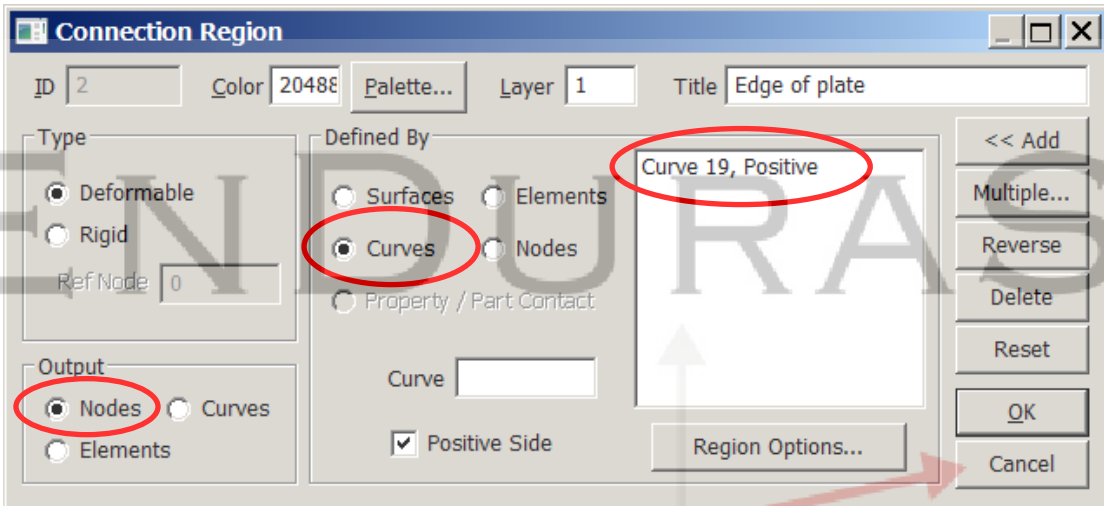 Connection Region
ID 2 Color 20488 Palette... Layer 1 Title Edge of plate
Type
Deformable
Rigid
Ref Node 0
Output
Nodes Curves
Elements
Defined By
Surfaces Elements
Curves Nodes
Property / Part Contact
Curve
Positive Side
Curve 19, Positive
Region Options...
<< Add
Multiple...
Reverse
Delete
Reset
OK
Cancel
ENDURAS